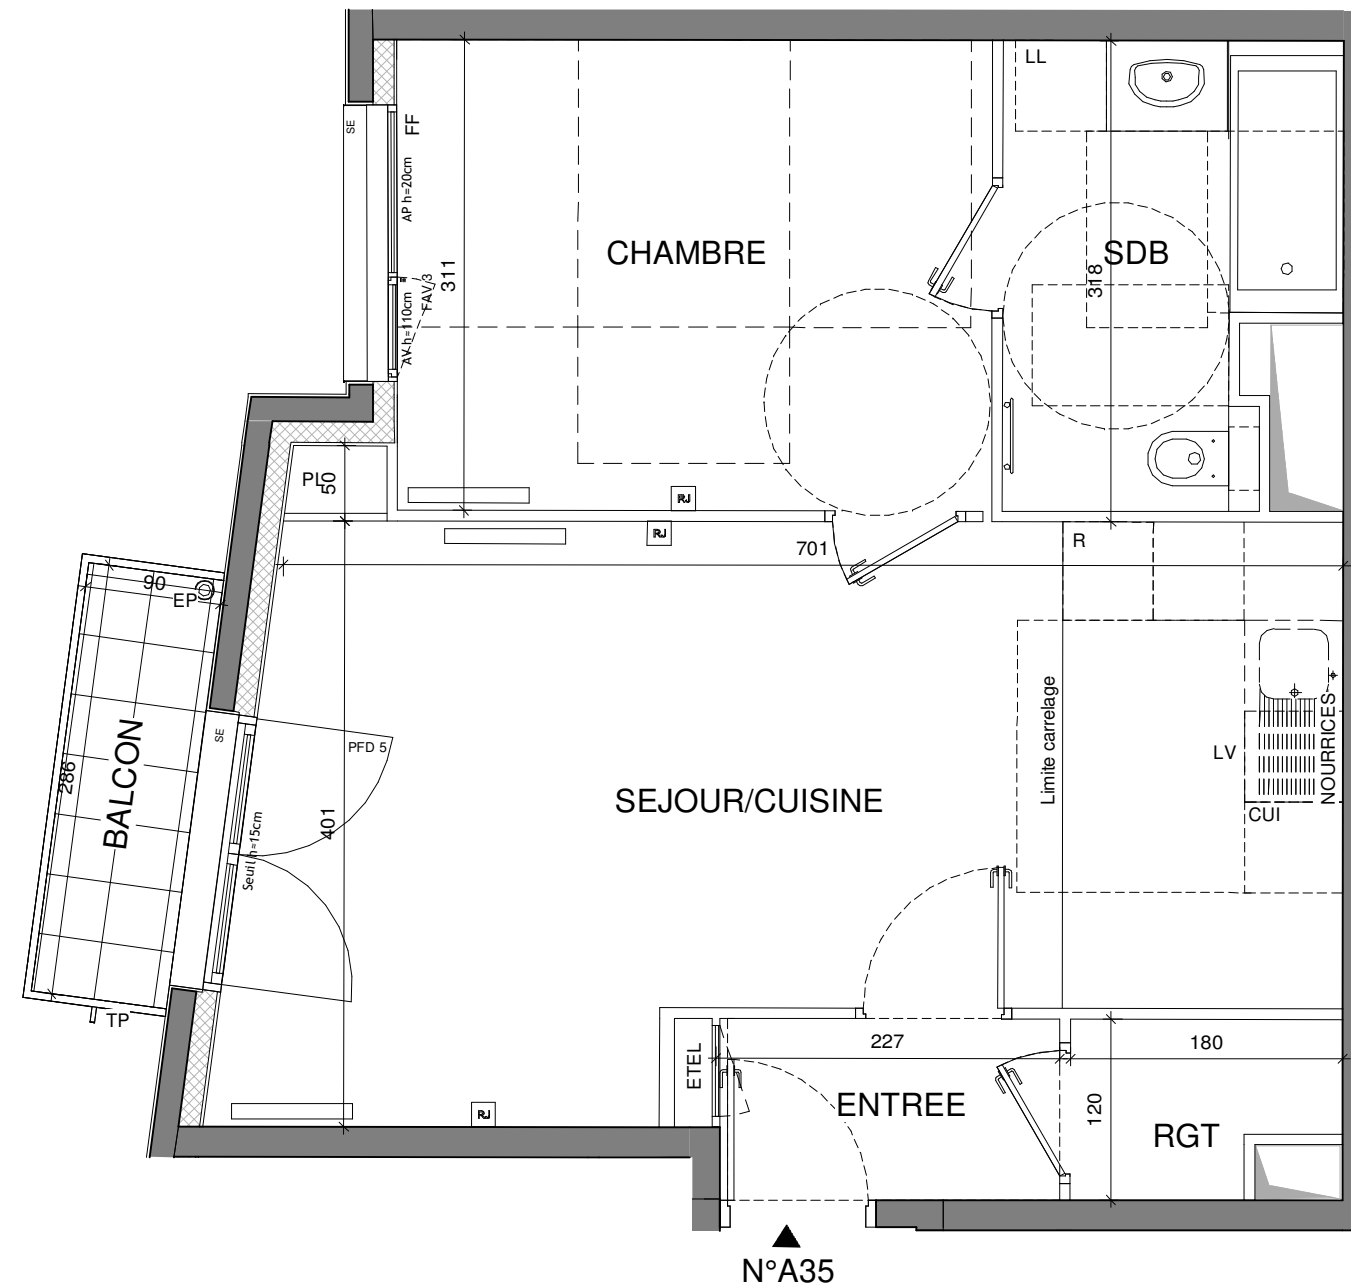 LL
SE
FF
AP h=20cm
CHAMBRE
SDB
311
318
FAV 3
AV h=110cm
PL
50
RJ
RJ
701
R
90
EP
BALCON
286
SE
PFD 5
Seuil h=15cm
401
SEJOUR/CUISINE
Limite carrelage
LV
NOURRICES
CUI
TP
ETEL
227
180
ENTREE
120
RGT
RJ
N°A35